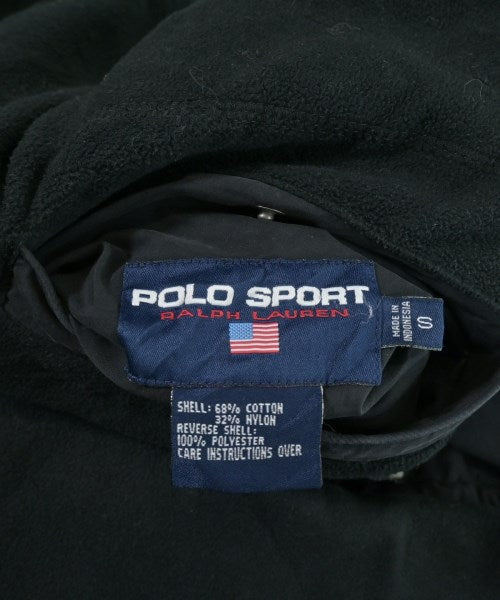 POLO SPORT
RALPH LAUREN
MADE IN
INDONESIA
S
SHELL: 68% COTTON
32% NYLON
REVERSE SHELL:
100% POLYESTER
CARE INSTRUCTIONS OVER